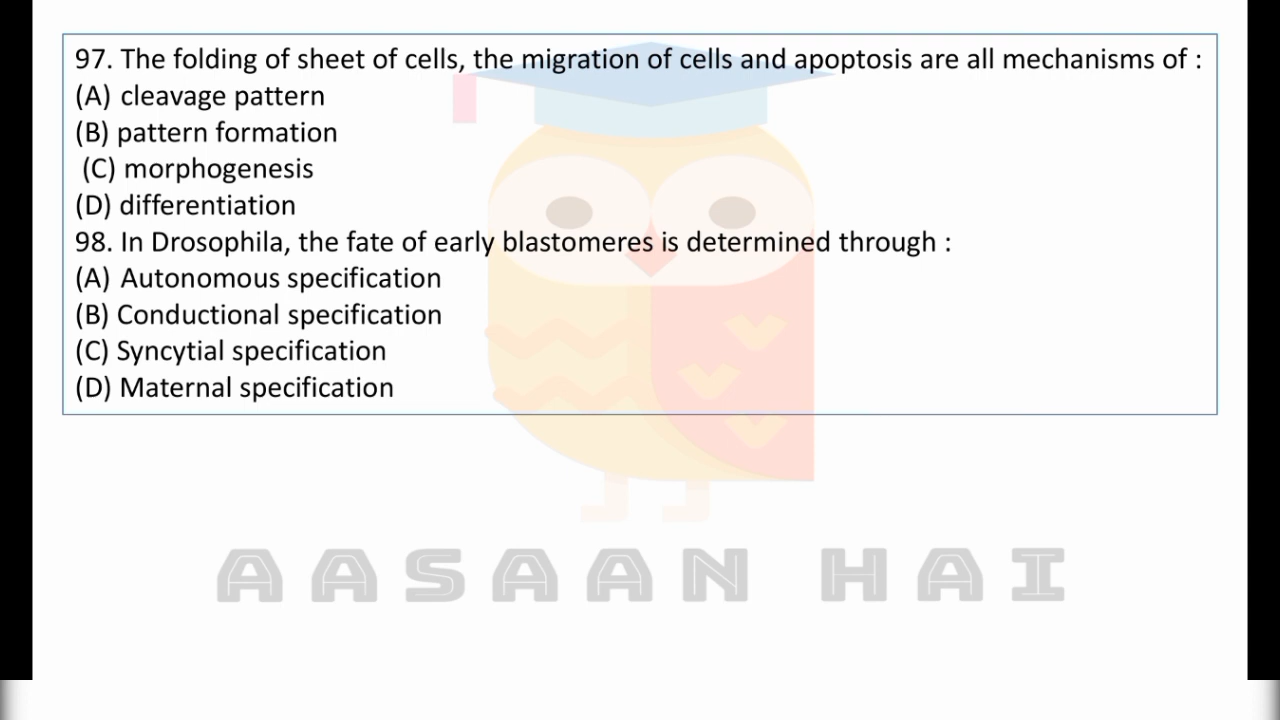 97. The folding of sheet of cells, the migration of cells and apoptosis are all mechanisms of :
(A) cleavage pattern
(B) pattern formation
(C) morphogenesis
(D) differentiation
98. In Drosophila, the fate of early blastomeres is determined through :
(A) Autonomous specification
(B) Conductional specification
(C) Syncytial specification
(D) Maternal specification
AASAAN HAI